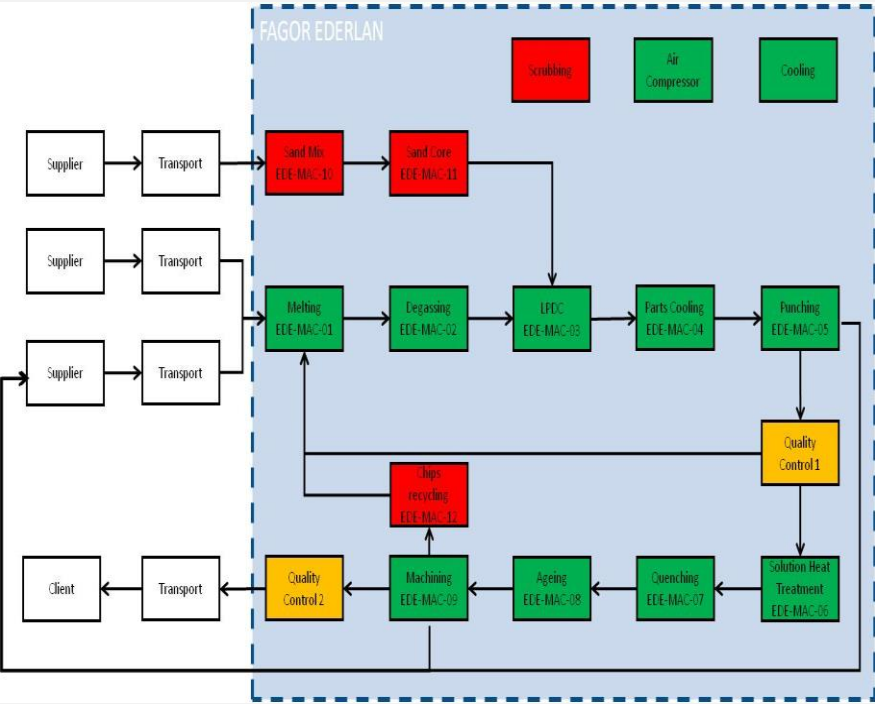 FAGOR EDERLAN
Scrubbing
Air
Compressor
Cooling
Supplier
Transport
Sand Mix
EDE-MAC-10
Sand Core
EDE-MAC-11
Supplier
Transport
Melting
EDE-MAC-01
Degassing
EDE-MAC-02
LPDC
EDE-MAC-03
Parts Cooling
EDE-MAC-04
Punching
EDE-MAC-05
Supplier
Transport
Quality
Control 1
Chips
recycling
EDE-MAC-12
Client
Transport
Quality
Control 2
Machining
EDE-MAC-09
Ageing
EDE-MAC-08
Quenching
EDE-MAC-07
Solution Heat
Treatment
EDE-MAC-06